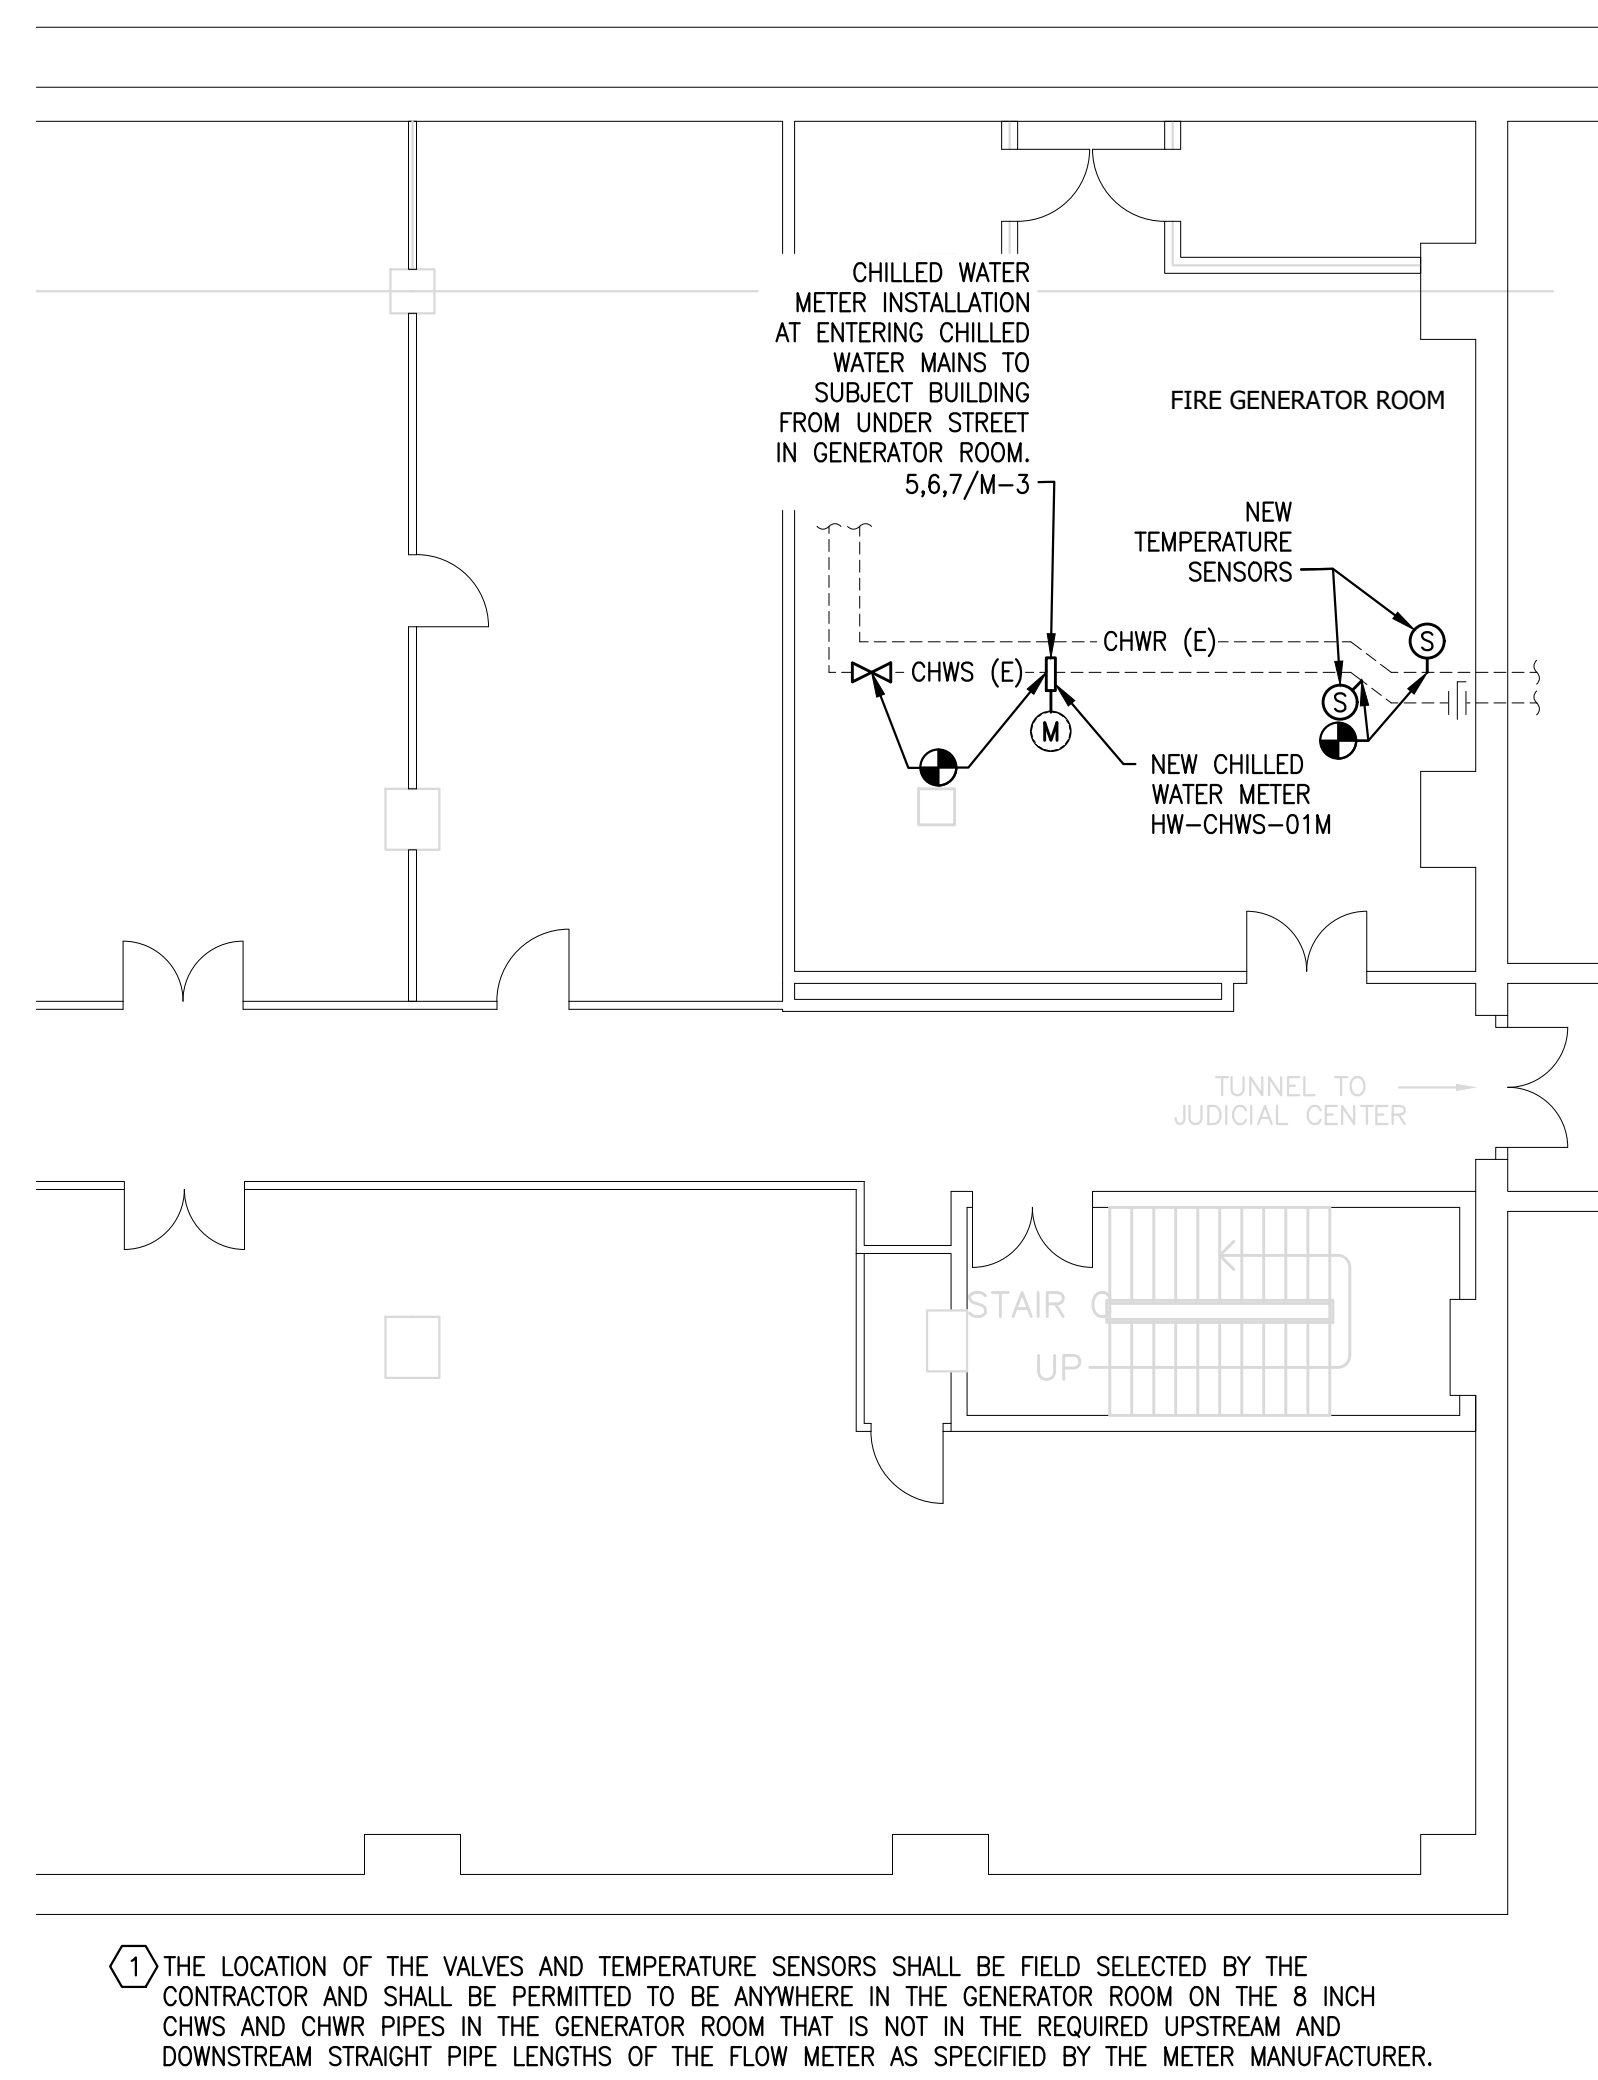 CHILLED WATER
METER INSTALLATION
AT ENTERING CHILLED
WATER MAINS TO
SUBJECT BUILDING
FROM UNDER STREET
IN GENERATOR ROOM.
5,6,7/M-3
FIRE GENERATOR ROOM
NEW
TEMPERATURE
SENSORS
S
CHWR (E)
CHWS (E)
S
M
NEW CHILLED
WATER METER
HW-CHWS-01M
TUNNEL TO
JUDICIAL CENTER
STAIR
UP
1 THE LOCATION OF THE VALVES AND TEMPERATURE SENSORS SHALL BE FIELD SELECTED BY THE
CONTRACTOR AND SHALL BE PERMITTED TO BE ANYWHERE IN THE GENERATOR ROOM ON THE 8 INCH
CHWS AND CHWR PIPES IN THE GENERATOR ROOM THAT IS NOT IN THE REQUIRED UPSTREAM AND
DOWNSTREAM STRAIGHT PIPE LENGTHS OF THE FLOW METER AS SPECIFIED BY THE METER MANUFACTURER.